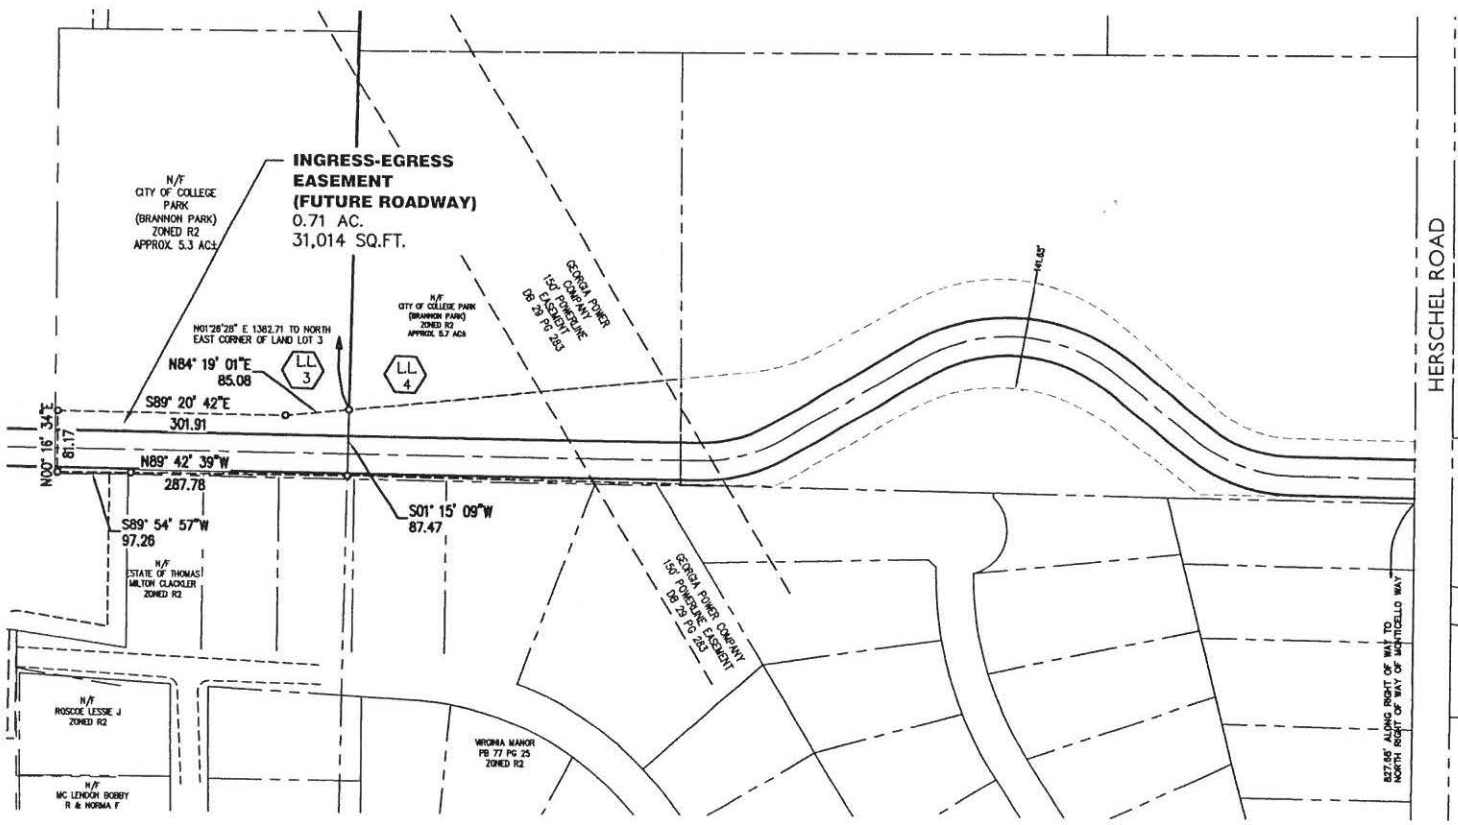 INGRESS-EGRESS
EASEMENT
(FUTURE ROADWAY)
0.71 AC.
31,014 SQ.FT.
N/F
CITY OF COLLEGE
PARK
(BRANNON PARK)
ZONED R2
APPROX. 5.3 AC±
N/F
CITY OF COLLEGE PARK
(BRANNON PARK)
ZONED R2
APPROX. 5.7 AC±
GEORGIA POWER
COMPANY
150' POWERLINE
EASEMENT
DB 29 PG 283
141.63'
HERSCHEL ROAD
N01°28'28" E 1382.71 TO NORTH
EAST CORNER OF LAND LOT 3
N84° 19' 01"E
85.08
L.L.
3
L.L.
4
S89° 20' 42"E
301.91
N00° 16' 34"E
81.17
N89° 42' 39"W
287.78
S89° 54' 57"W
97.26
S01° 15' 09"W
87.47
N/F
ESTATE OF THOMAS
MILTON CLACKLER
ZONED R2
GEORGIA POWER COMPANY
150' POWERLINE EASEMENT
DB 29 PG 283
827.66' ALONG RIGHT OF WAY TO
NORTH RIGHT OF WAY OF MONTICELLO WAY
N/F
ROSCOE LESSIE J
ZONED R2
VIRGINIA MANOR
PB 77 PG 25
ZONED R2
N/F
MC LENDON BOBBY
R & NORMA F